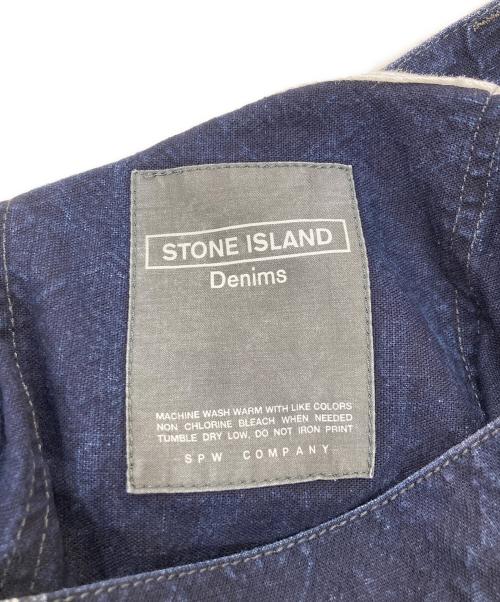 STONE ISLAND
Denims
MACHINE WASH WARM WITH LIKE COLORS
NON CHLORINE BLEACH WHEN NEEDED
TUMBLE DRY LOW, DO NOT IRON PRINT
SPW COMPANY